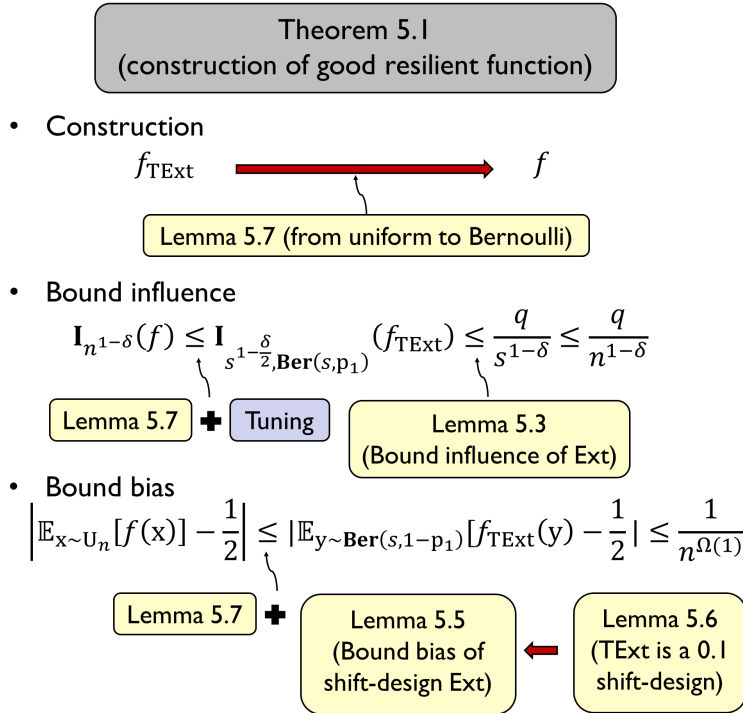 Theorem 5.1
(construction of good resilient function)
• Construction
f_TExt f
Lemma 5.7 (from uniform to Bernoulli)
• Bound influence
𝐈_{n^{1−δ}}(f) ≤ 𝐈_{s^{1−δ/2},𝐁𝐞𝐫(s,p₁)}(f_TExt) ≤ q/s^{1−δ} ≤ q/n^{1−δ}
Lemma 5.7 + Tuning
Lemma 5.3
(Bound influence of Ext)
• Bound bias
|𝔼_{x~U_n}[f(x)] − 1/2| ≤ |𝔼_{y~𝐁𝐞𝐫(s,1−p₁)}[f_TExt(y) − 1/2| ≤ 1/n^{Ω(1)}
Lemma 5.7 +
Lemma 5.5
(Bound bias of
shift-design Ext)
Lemma 5.6
(TExt is a 0.1
shift-design)